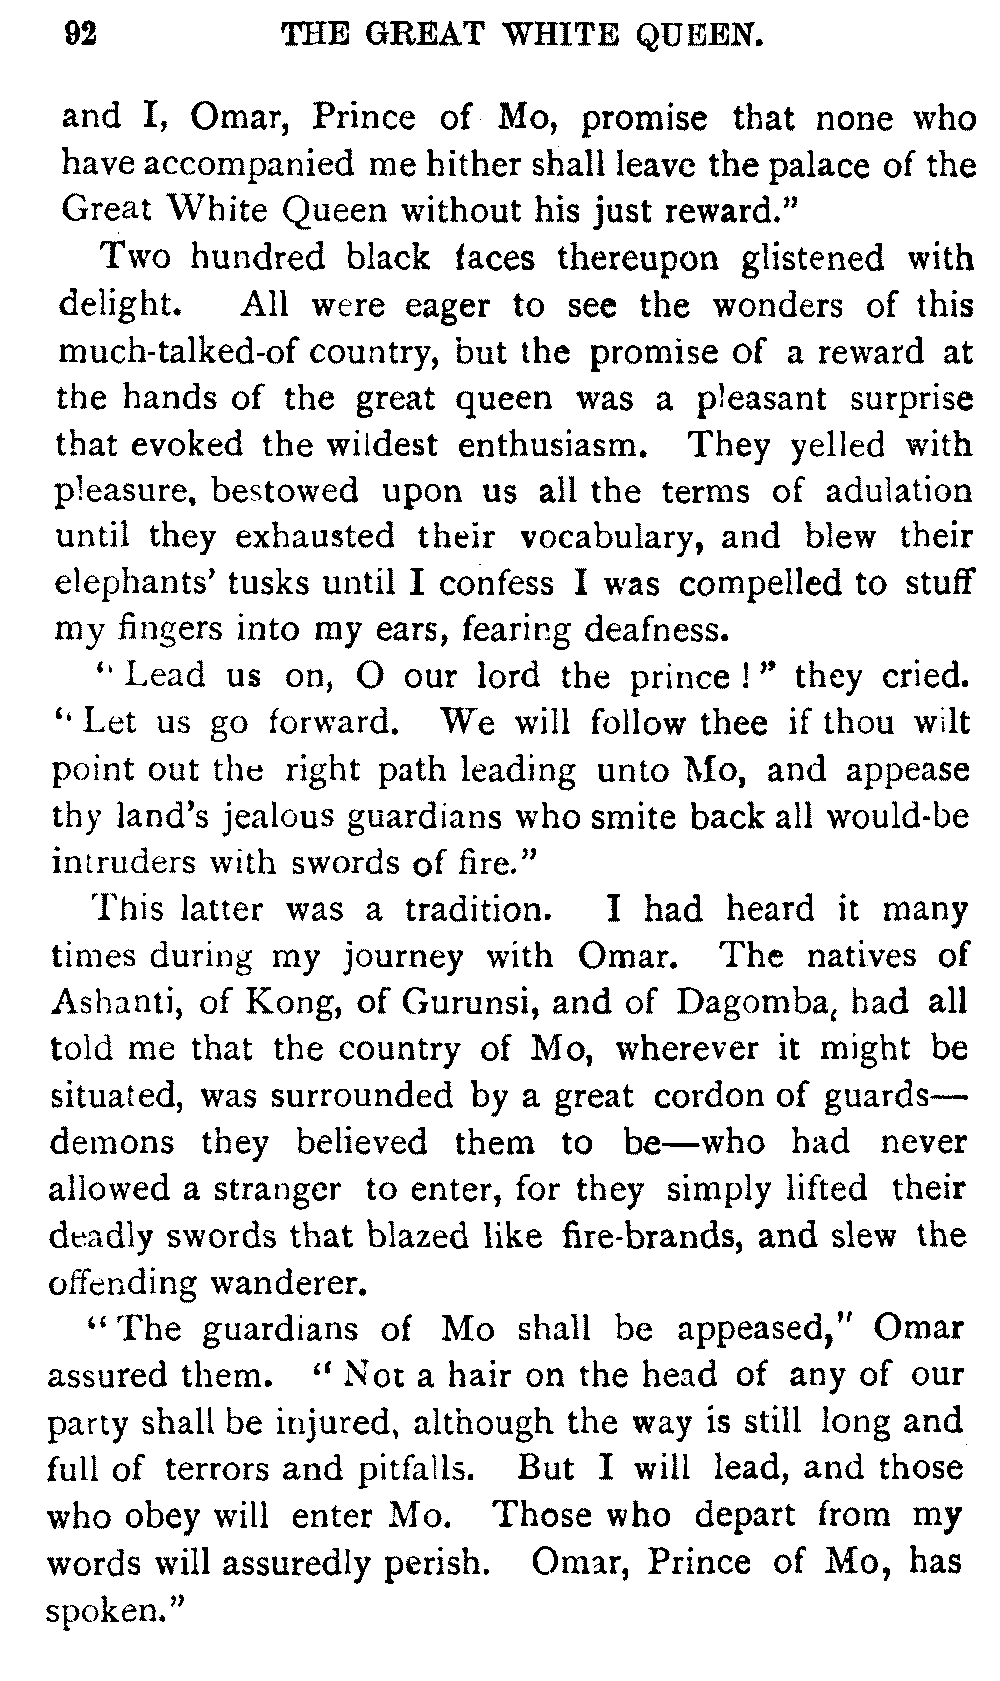 92 THE GREAT WHITE QUEEN.
and I, Omar, Prince of Mo, promise that none who
have accompanied me hither shall leave the palace of the
Great White Queen without his just reward."
Two hundred black faces thereupon glistened with
delight. All were eager to see the wonders of this
much-talked-of country, but the promise of a reward at
the hands of the great queen was a pleasant surprise
that evoked the wildest enthusiasm. They yelled with
pleasure, bestowed upon us all the terms of adulation
until they exhausted their vocabulary, and blew their
elephants' tusks until I confess I was compelled to stuff
my fingers into my ears, fearing deafness.
"Lead us on, O our lord the prince!" they cried.
"Let us go forward. We will follow thee if thou wilt
point out the right path leading unto Mo, and appease
thy land's jealous guardians who smite back all would-be
intruders with swords of fire."
This latter was a tradition. I had heard it many
times during my journey with Omar. The natives of
Ashanti, of Kong, of Gurunsi, and of Dagomba, had all
told me that the country of Mo, wherever it might be
situated, was surrounded by a great cordon of guards—
demons they believed them to be—who had never
allowed a stranger to enter, for they simply lifted their
deadly swords that blazed like fire-brands, and slew the
offending wanderer.
"The guardians of Mo shall be appeased," Omar
assured them. "Not a hair on the head of any of our
party shall be injured, although the way is still long and
full of terrors and pitfalls. But I will lead, and those
who obey will enter Mo. Those who depart from my
words will assuredly perish. Omar, Prince of Mo, has
spoken."